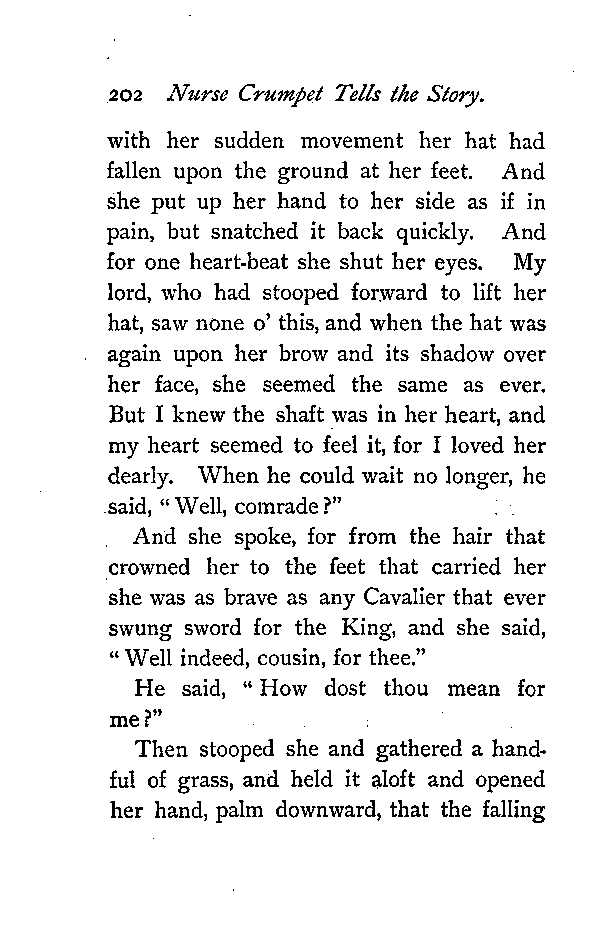 202 Nurse Crumpet Tells the Story.
with her sudden movement her hat had
fallen upon the ground at her feet. And
she put up her hand to her side as if in
pain, but snatched it back quickly. And
for one heart-beat she shut her eyes. My
lord, who had stooped forward to lift her
hat, saw none o' this, and when the hat was
again upon her brow and its shadow over
her face, she seemed the same as ever.
But I knew the shaft was in her heart, and
my heart seemed to feel it, for I loved her
dearly. When he could wait no longer, he
said, "Well, comrade?"
And she spoke, for from the hair that
crowned her to the feet that carried her
she was as brave as any Cavalier that ever
swung sword for the King, and she said,
"Well indeed, cousin, for thee."
He said, "How dost thou mean for
me?"
Then stooped she and gathered a hand-
ful of grass, and held it aloft and opened
her hand, palm downward, that the falling